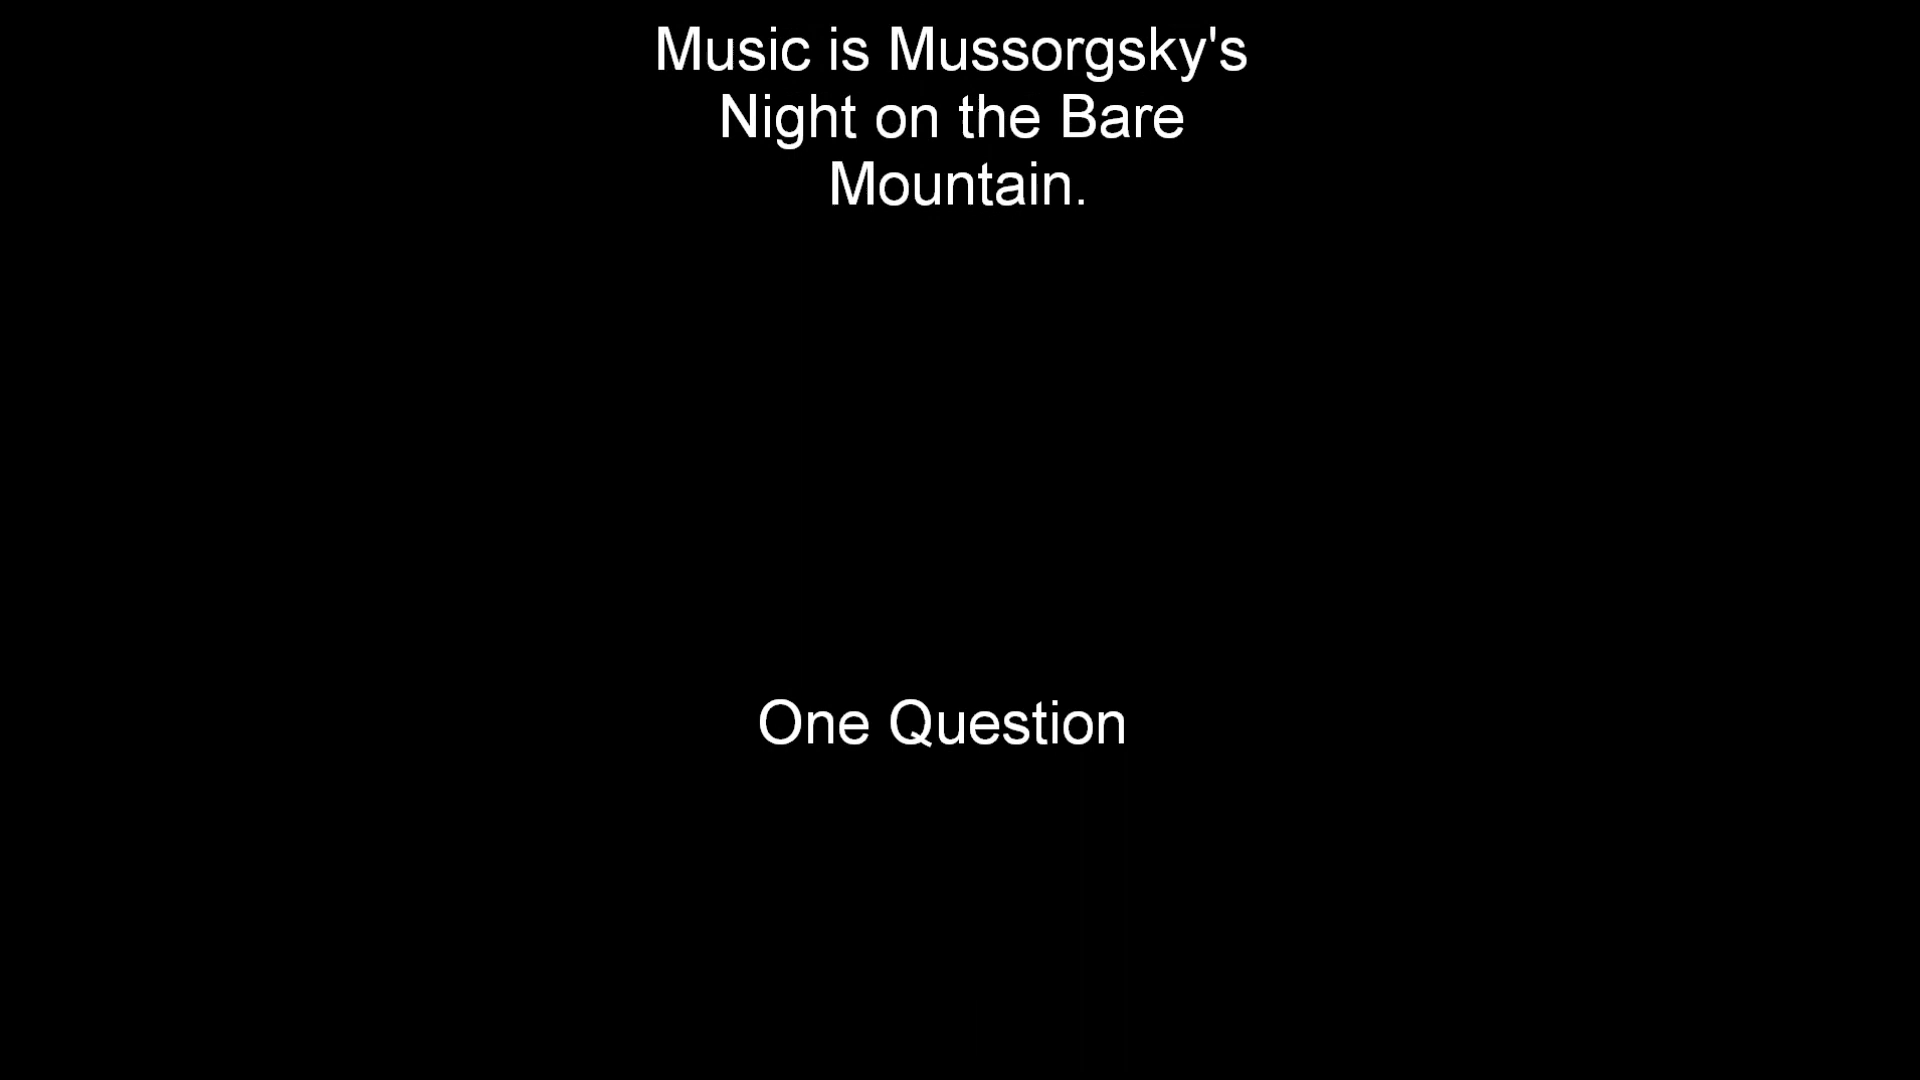 Music is Mussorgsky's
Night on the Bare
Mountain.
One Question